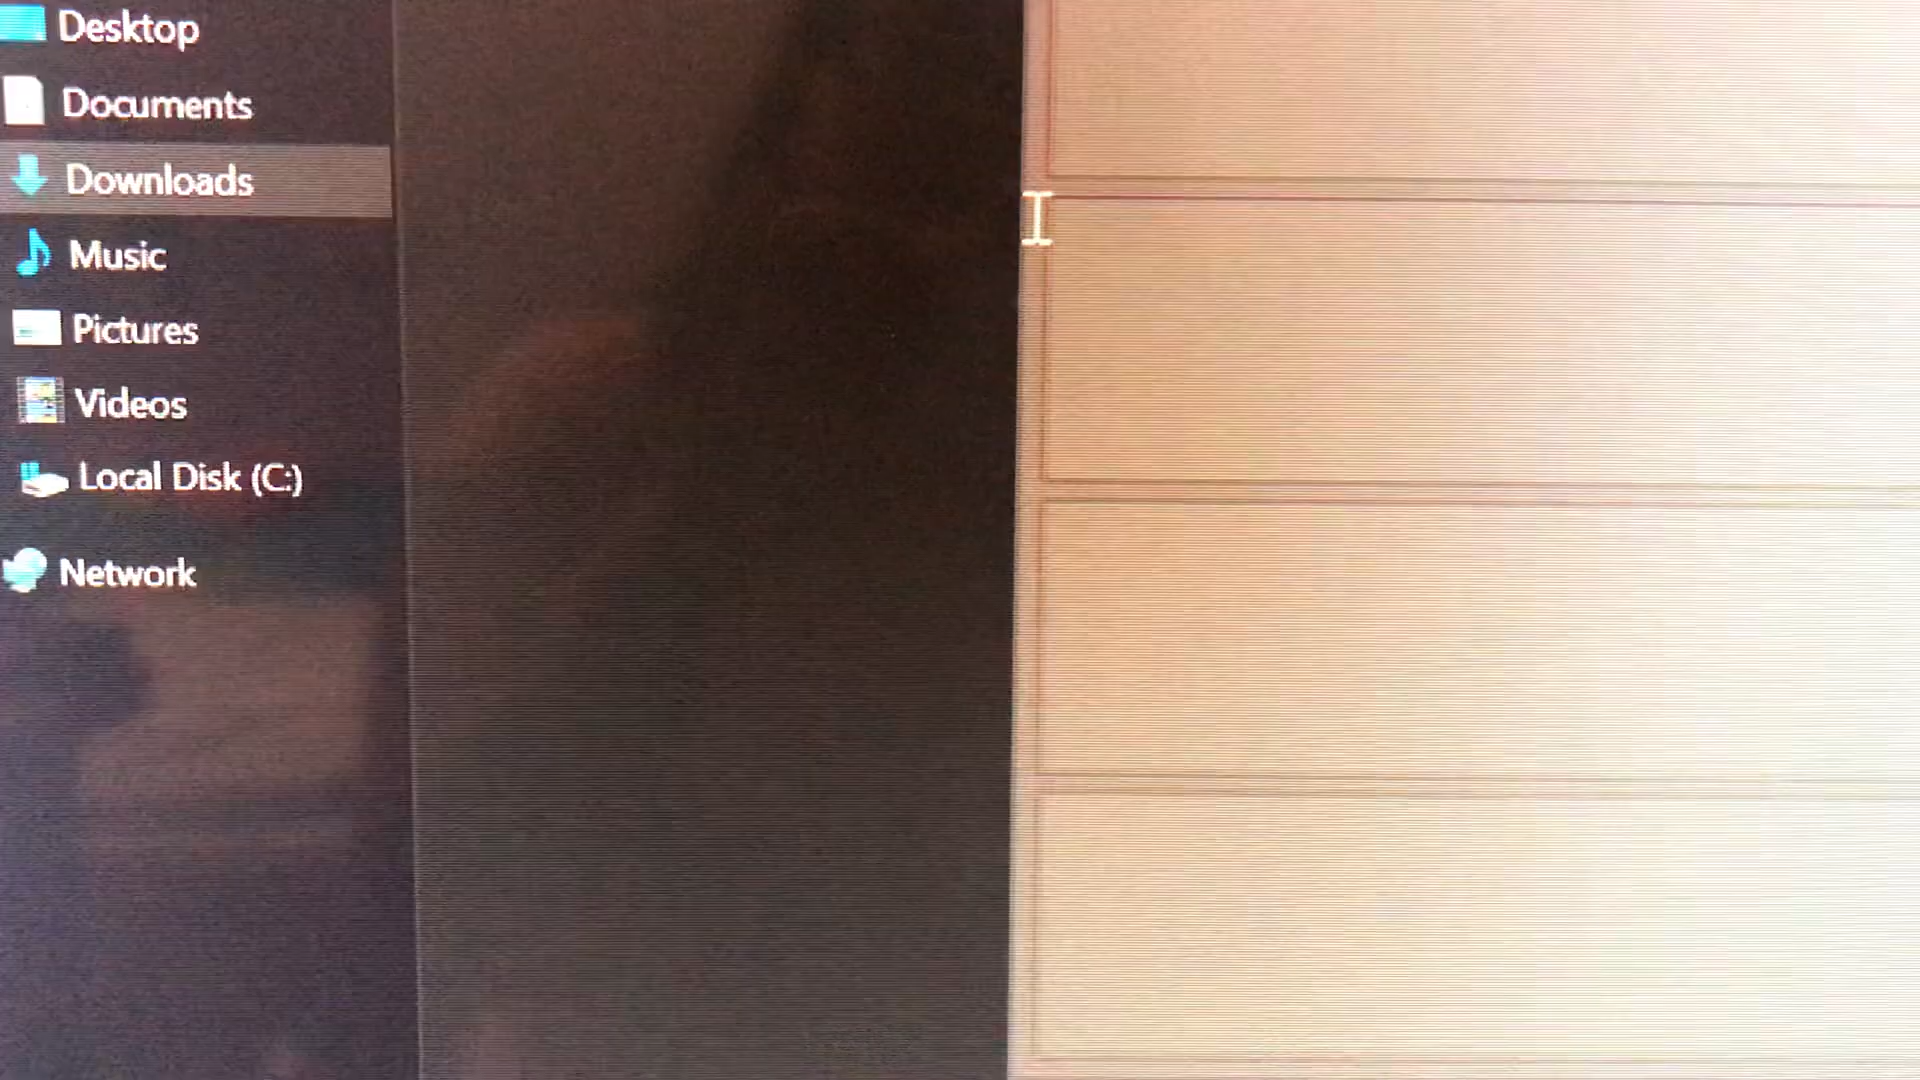 Desktop
Documents
Downloads
Music
Pictures
Videos
Local Disk (C:)
Network